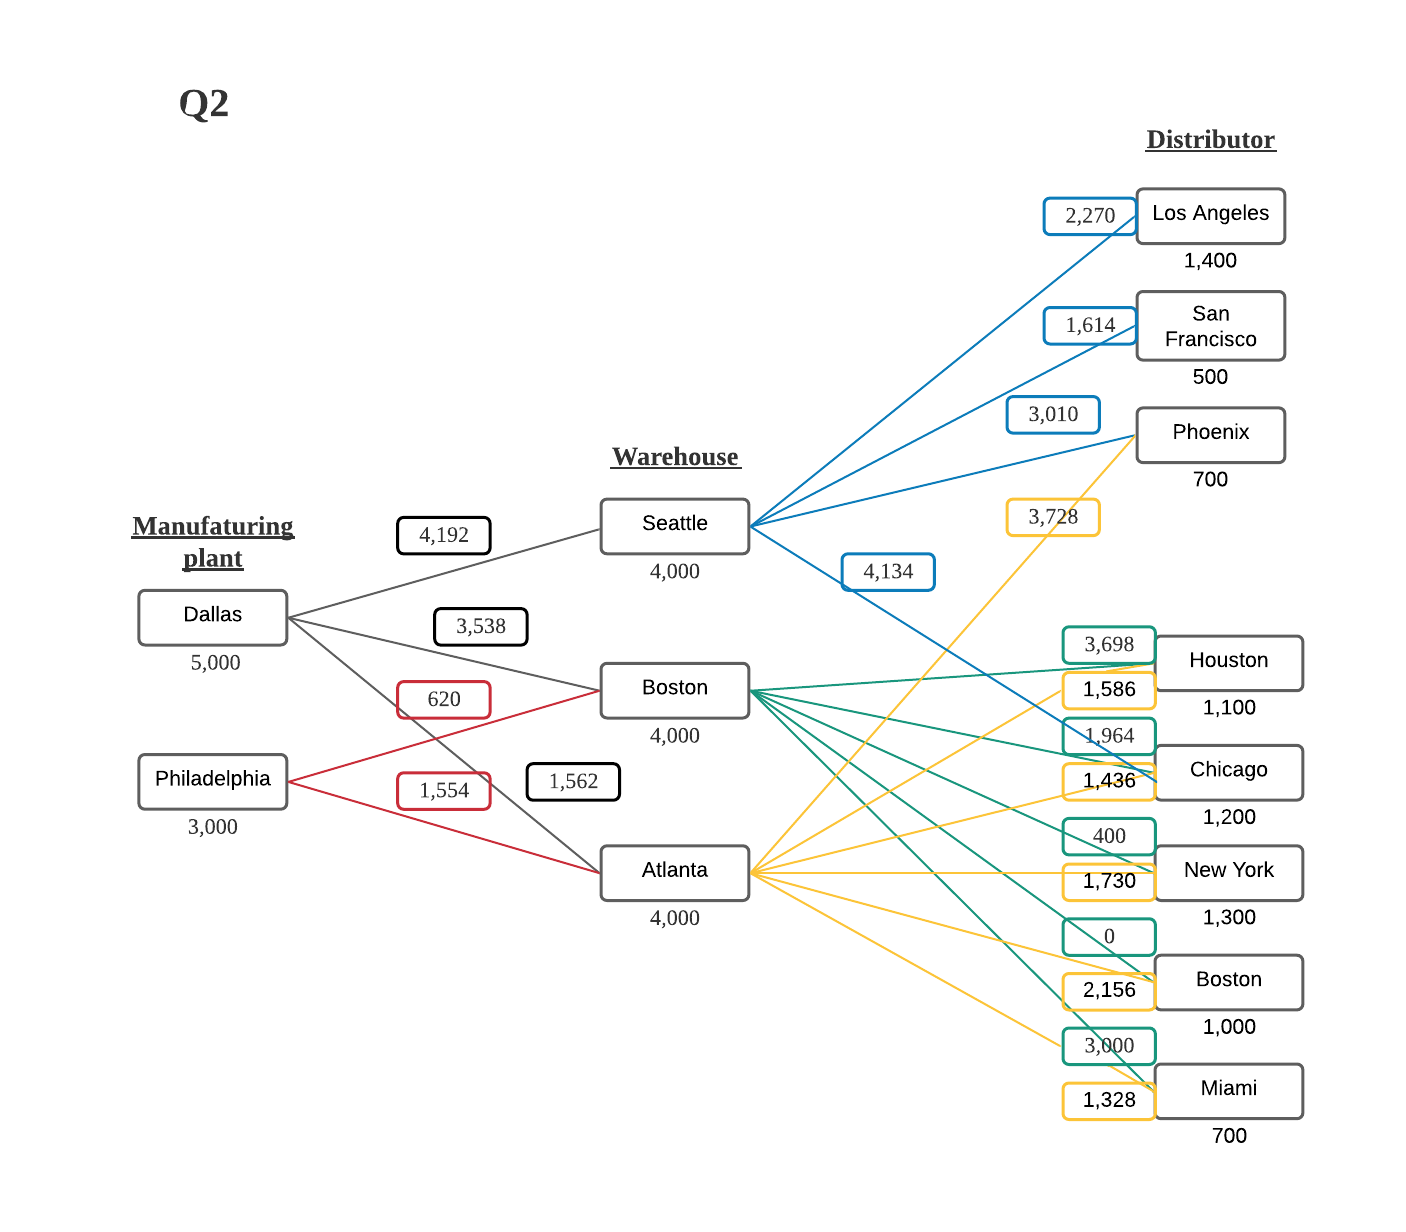 Q2
Distributor
2,270
Los Angeles
1,400
1,614
San
Francisco
500
3,010
Phoenix
700
Warehouse
3,728
Seattle
4,000
4,134
Manufaturing
plant
4,192
Dallas
5,000
3,538
3,698
Houston
1,586
1,100
620
Boston
4,000
1,964
Chicago
1,436
1,200
Philadelphia
3,000
1,554
1,562
400
New York
1,730
1,300
Atlanta
4,000
0
Boston
2,156
1,000
3,000
Miami
1,328
700